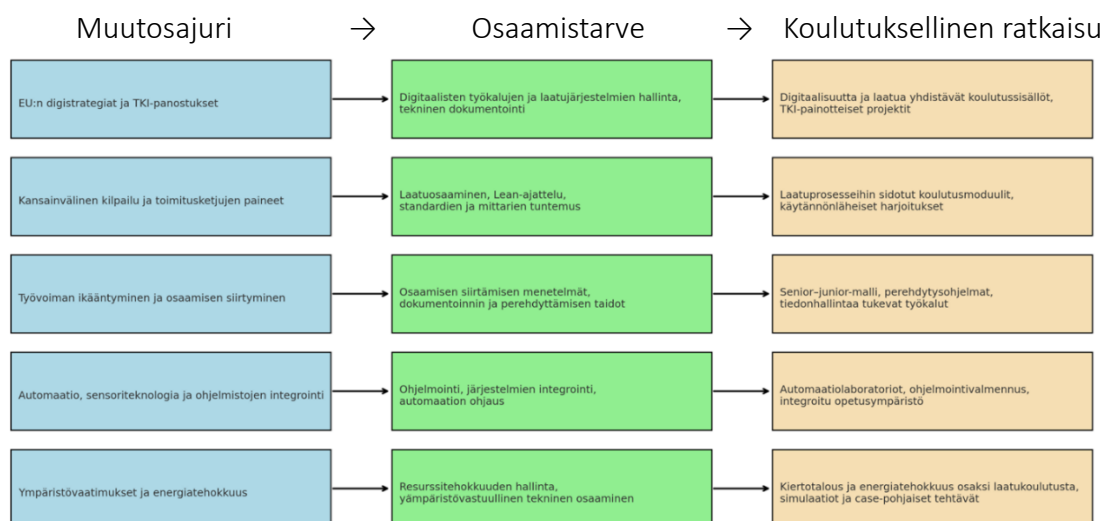 Muutosajuri → Osaamistarve → Koulutuksellinen ratkaisu
EU:n digistrategiat ja TKI-panostukset
Digitaalisten työkalujen ja laatujärjestelmien hallinta,
tekninen dokumentointi
Digitaalisuutta ja laatua yhdistävät koulutussisällöt,
TKI-painotteiset projektit
Kansainvälinen kilpailu ja toimitusketjujen paineet
Laatuosaaminen, Lean-ajattelu,
standardien ja mittarien tuntemus
Laatuprosesseihin sidotut koulutusmoduulit,
käytännönläheiset harjoitukset
Työvoiman ikääntyminen ja osaamisen siirtyminen
Osaamisen siirtämisen menetelmät,
dokumentoinnin ja perehdyttämisen taidot
Senior–junior-malli, perehdytysohjelmat,
tiedonhallintaa tukevat työkalut
Automaatio, sensoriteknologia ja ohjelmistojen integrointi
Ohjelmointi, järjestelmien integrointi,
automaation ohjaus
Automaatiolaboratoriot, ohjelmointivalmennus,
integroitu opetusympäristö
Ympäristövaatimukset ja energiatehokkuus
Resurssitehokkuuden hallinta,
yämpäristövastuullinen tekninen osaaminen
Kiertotalous ja energiatehokkuus osaksi laatukoulutusta,
simulaatiot ja case-pohjaiset tehtävät